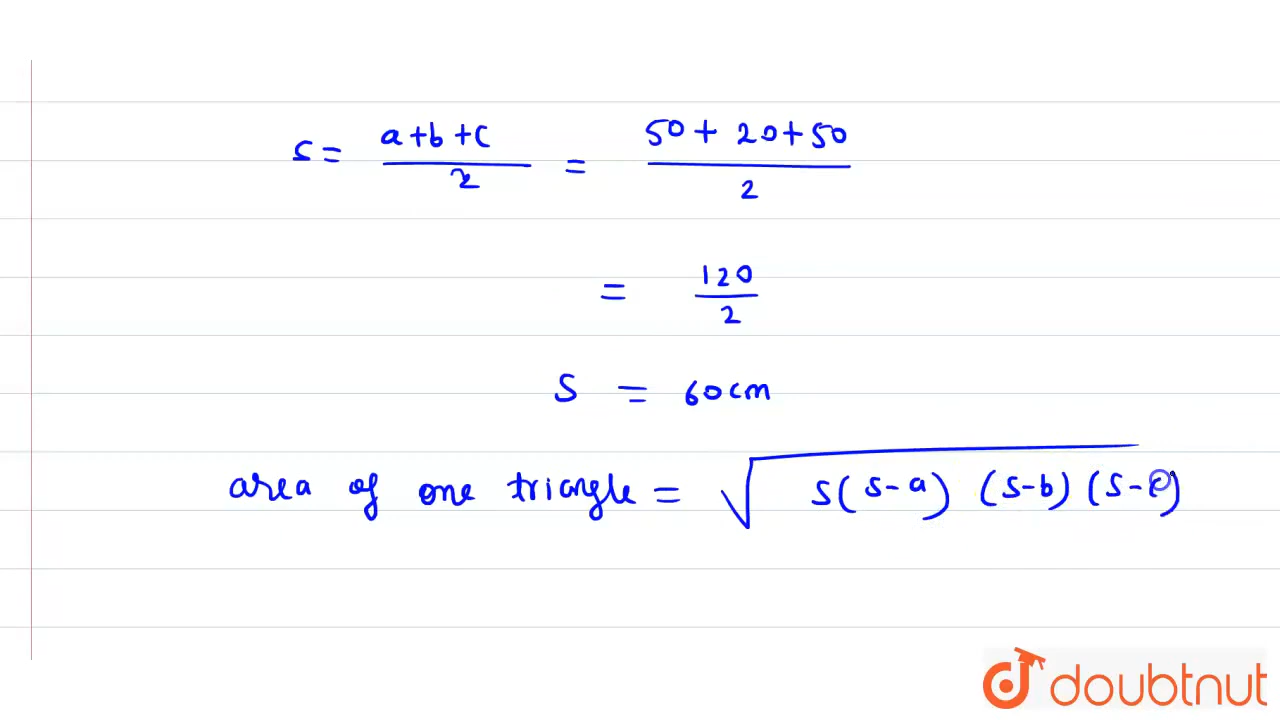 s = a+b+c/2 = 50+20+50/2
= 120/2
S = 60cm
area of one triangle = √s(s-a)(s-b)(s-c)
doubtnut